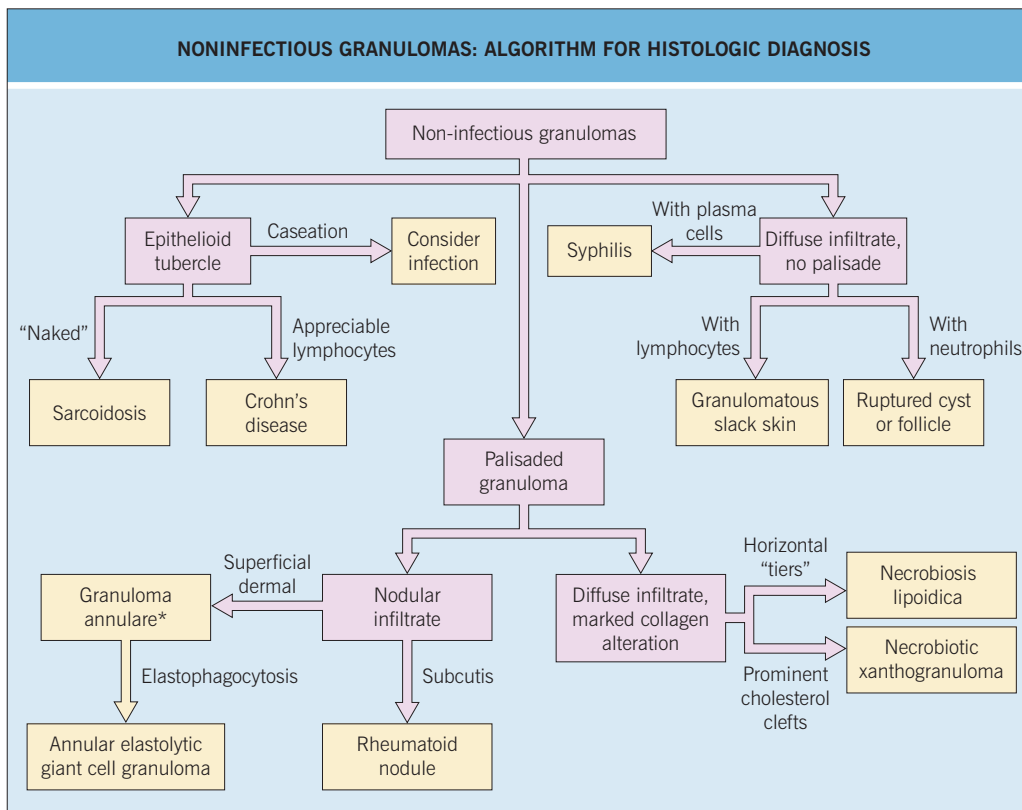 NONINFECTIOUS GRANULOMAS: ALGORITHM FOR HISTOLOGIC DIAGNOSIS
Non-infectious granulomas
Epithelioid
tubercle
Caseation
Consider
infection
"Naked"
Appreciable
lymphocytes
Sarcoidosis
Crohn's
disease
With plasma
cells
Syphilis
Diffuse infiltrate,
no palisade
With
lymphocytes
With
neutrophils
Granulomatous
slack skin
Ruptured cyst
or follicle
Palisaded
granuloma
Superficial
dermal
Granuloma
annulare*
Nodular
infiltrate
Elastophagocytosis
Subcutis
Annular elastolytic
giant cell granuloma
Rheumatoid
nodule
Diffuse infiltrate,
marked collagen
alteration
Horizontal
"tiers"
Necrobiosis
lipoidica
Prominent
cholesterol
clefts
Necrobiotic
xanthogranuloma